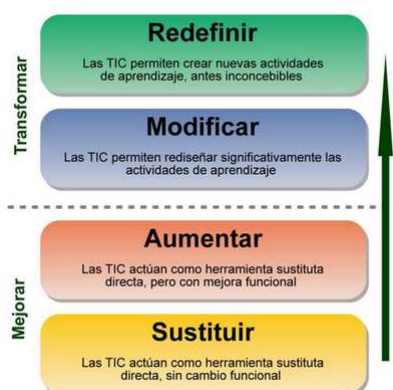 Transformar
Redefinir
Las TIC permiten crear nuevas actividades
de aprendizaje, antes inconcebibles
Modificar
Las TIC permiten rediseñar significativamente las
actividades de aprendizaje
Mejorar
Aumentar
Las TIC actúan como herramienta sustituta
directa, pero con mejora funcional
Sustituir
Las TIC actúan como herramienta sustituta
directa, sin cambio funcional